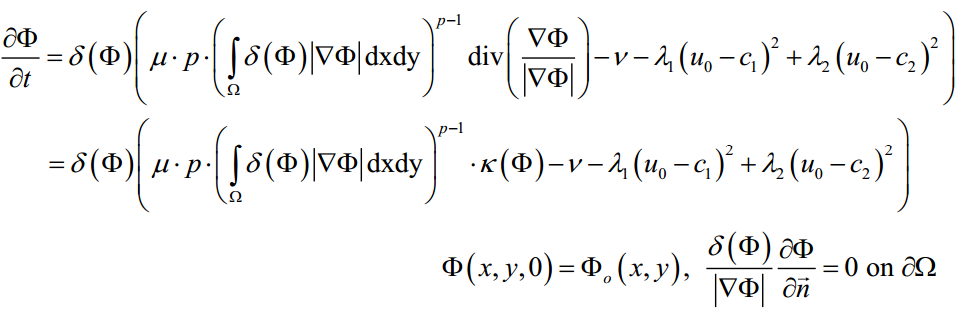 ∂Φ/∂t = δ(Φ)( μ · p · ( ∫_Ω δ(Φ)|∇Φ| dxdy )^{p−1} div( ∇Φ/|∇Φ| ) − ν − λ₁(u₀ − c₁)² + λ₂(u₀ − c₂)² )
= δ(Φ)( μ · p · ( ∫_Ω δ(Φ)|∇Φ| dxdy )^{p−1} · κ(Φ) − ν − λ₁(u₀ − c₁)² + λ₂(u₀ − c₂)² )
Φ(x, y, 0) = Φ_o(x, y), δ(Φ)/|∇Φ| ∂Φ/∂n⃗ = 0 on ∂Ω